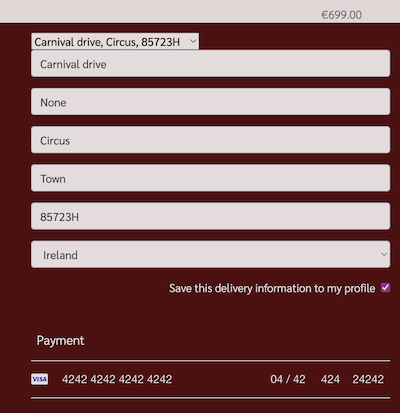 €699.00
Carnival drive, Circus, 85723H
Carnival drive
None
Circus
Town
85723H
Ireland
Save this delivery information to my profile
Payment
VISA 4242 4242 4242 4242 04 / 42 424 24242